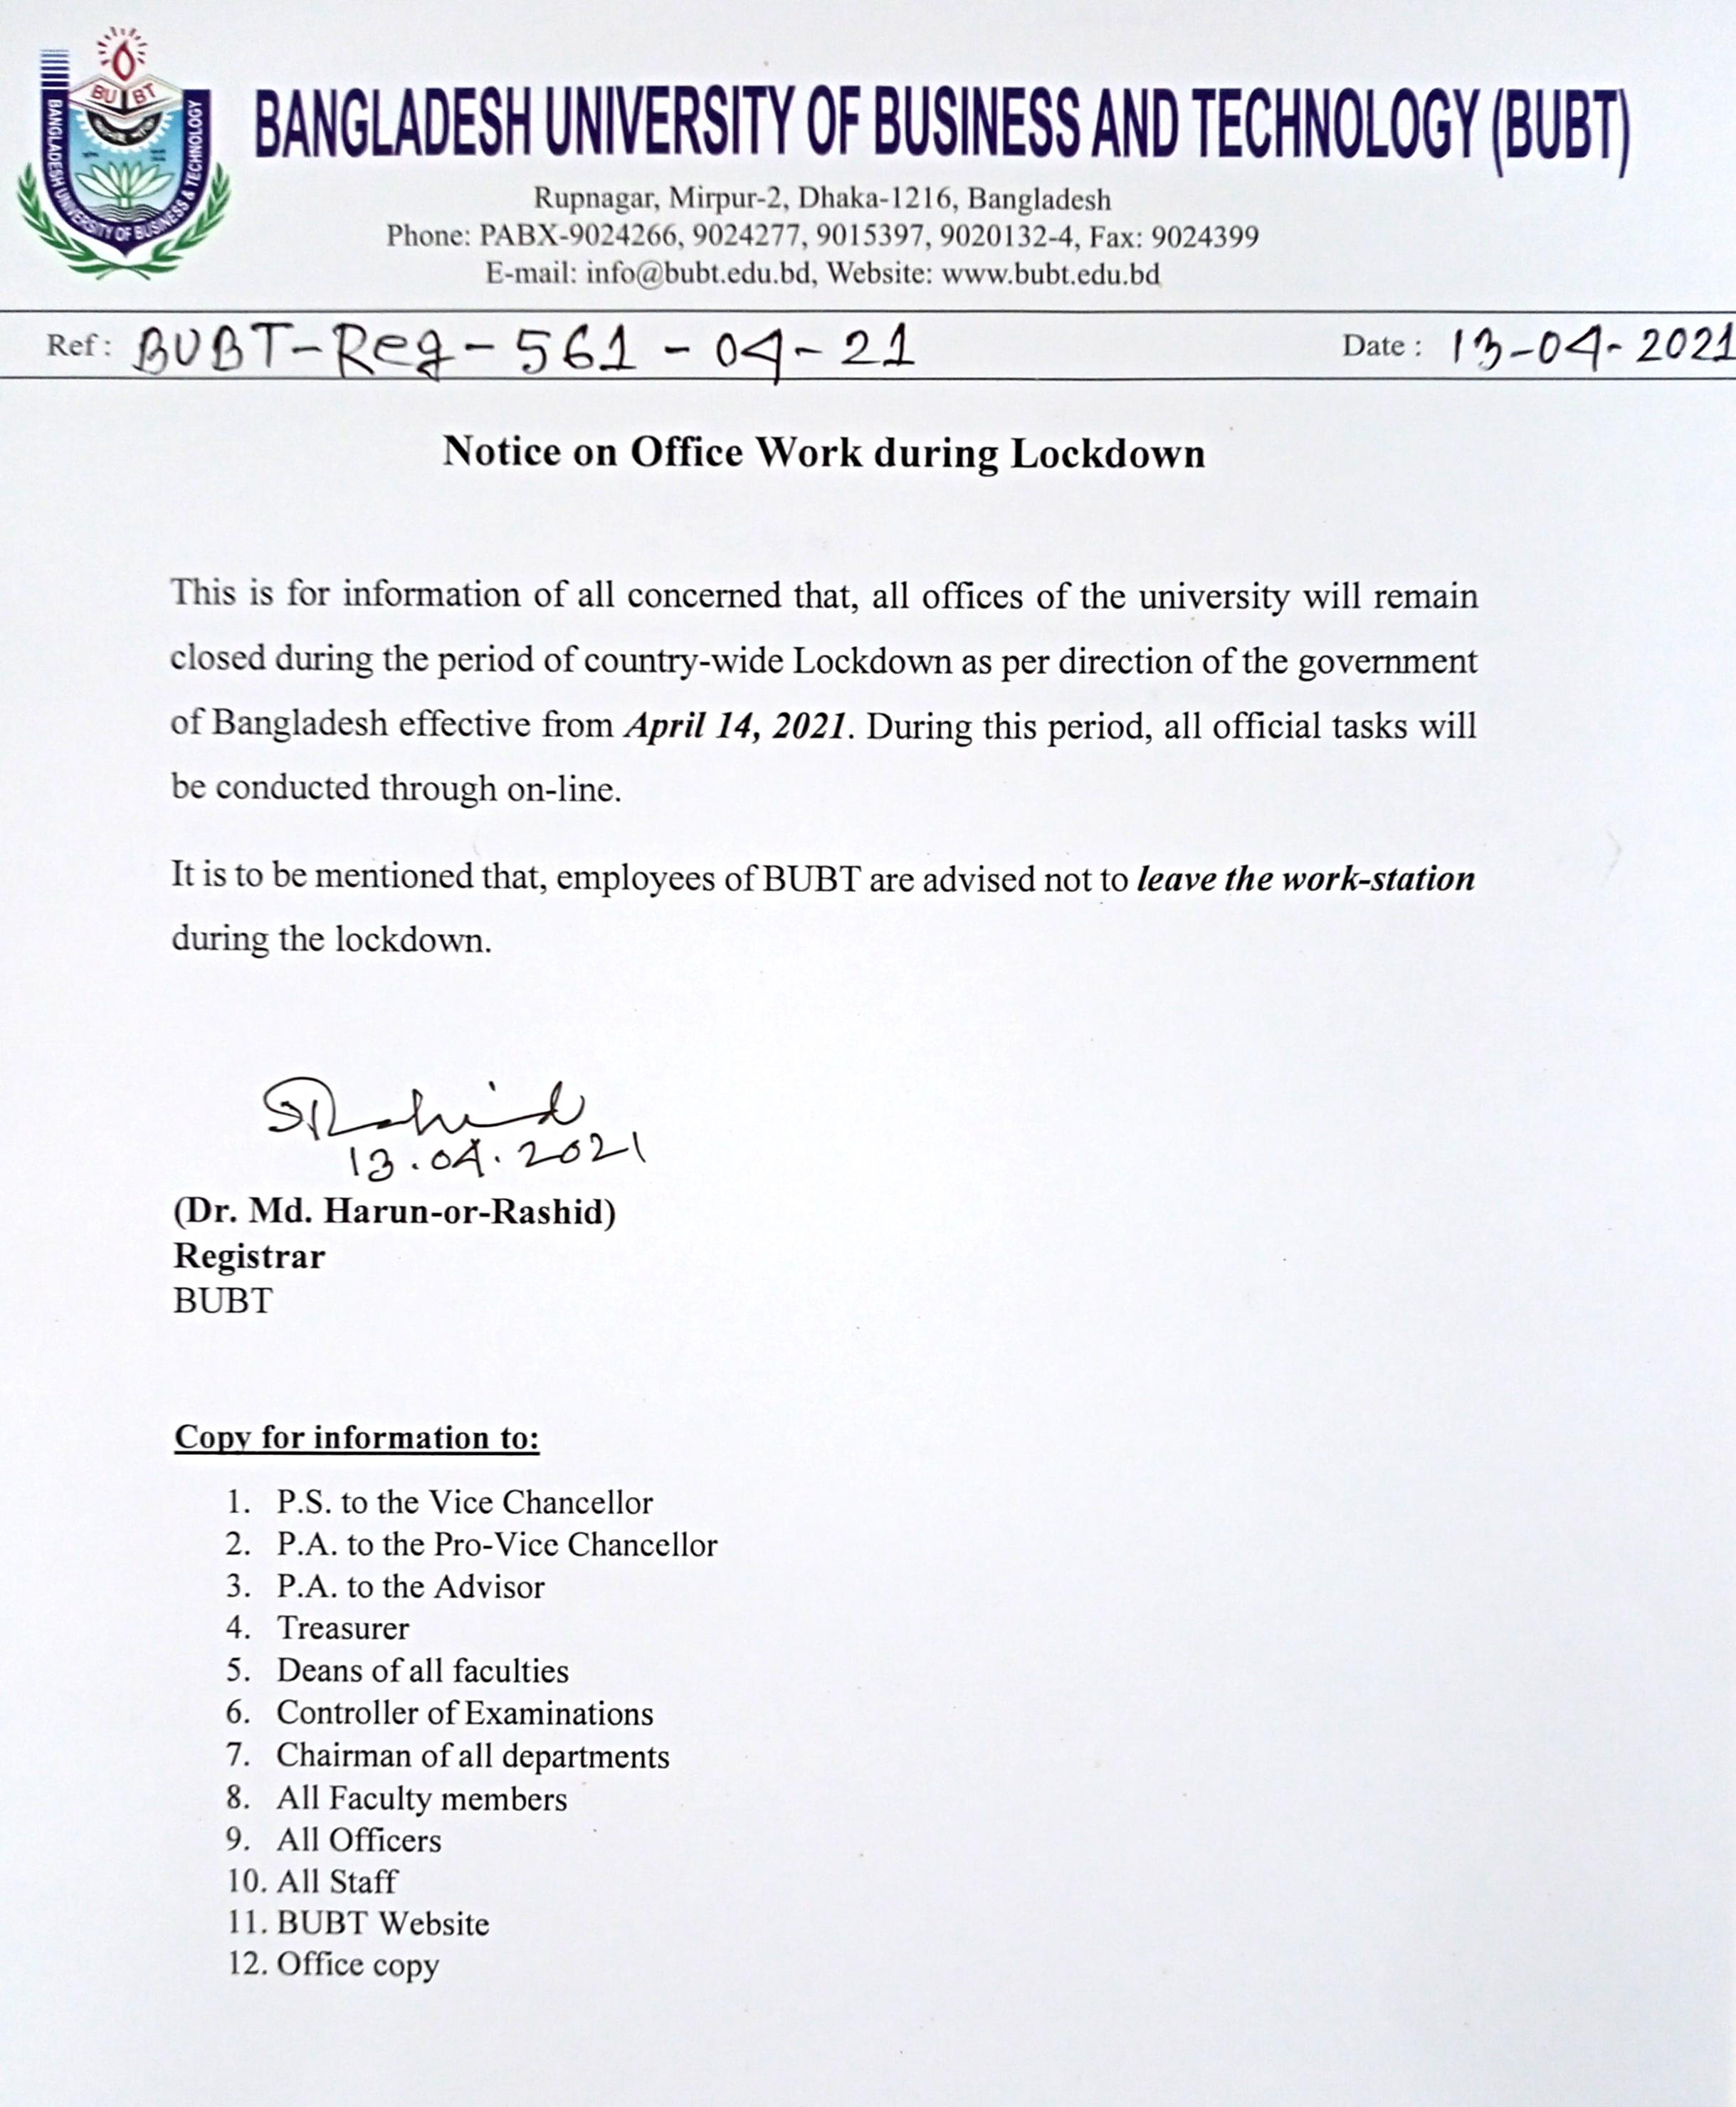 BANGLADESH UNIVERSITY OF BUSINESS & TECHNOLOGY
BU BT
BANGLADESH UNIVERSITY OF BUSINESS AND TECHNOLOGY (BUBT)
Rupnagar, Mirpur-2, Dhaka-1216, Bangladesh
Phone: PABX-9024266, 9024277, 9015397, 9020132-4, Fax: 9024399
E-mail: info@bubt.edu.bd, Website: www.bubt.edu.bd
Ref: BUBT-Reg-561-04-21 Date: 13-04-2021
Notice on Office Work during Lockdown
This is for information of all concerned that, all offices of the university will remain
closed during the period of country-wide Lockdown as per direction of the government
of Bangladesh effective from April 14, 2021. During this period, all official tasks will
be conducted through on-line.
It is to be mentioned that, employees of BUBT are advised not to leave the work-station
during the lockdown.
13.04.2021
(Dr. Md. Harun-or-Rashid)
Registrar
BUBT
Copy for information to:
1. P.S. to the Vice Chancellor
2. P.A. to the Pro-Vice Chancellor
3. P.A. to the Advisor
4. Treasurer
5. Deans of all faculties
6. Controller of Examinations
7. Chairman of all departments
8. All Faculty members
9. All Officers
10. All Staff
11. BUBT Website
12. Office copy